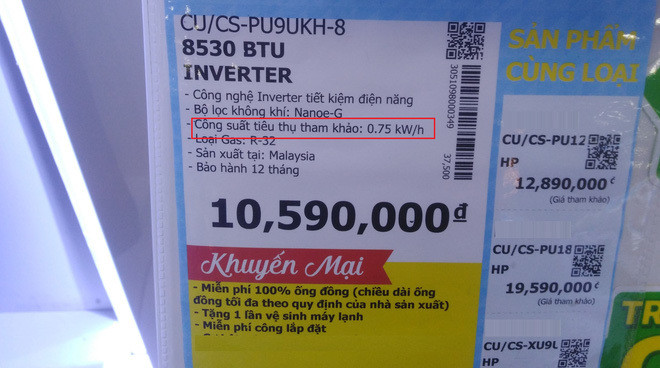 CU/CS-PU9UKH-8
8530 BTU
INVERTER
- Công nghệ Inverter tiết kiệm điện năng
- Bộ lọc không khí: Nanoe-G
- Công suất tiêu thụ tham khảo: 0.75 kW/h
- Loại Gas: R-32
- Sản xuất tại: Malaysia
- Bảo hành 12 tháng
3051098000349
37,500
10,590,000đ
Khuyến Mại
- Miễn phí 100% ống đồng (chiều dài ống
đồng tối đa theo quy định của nhà sản xuất)
- Tặng 1 lần vệ sinh máy lạnh
- Miễn phí công lắp đặt
SẢN PHẨM
CÙNG LOẠI
CU/CS-PU12
HP
12,890,000đ
(Giá tham khảo)
CU/CS-PU18
HP
19,590,000đ
(Giá tham khảo)
CU/CS-XU9U
HP